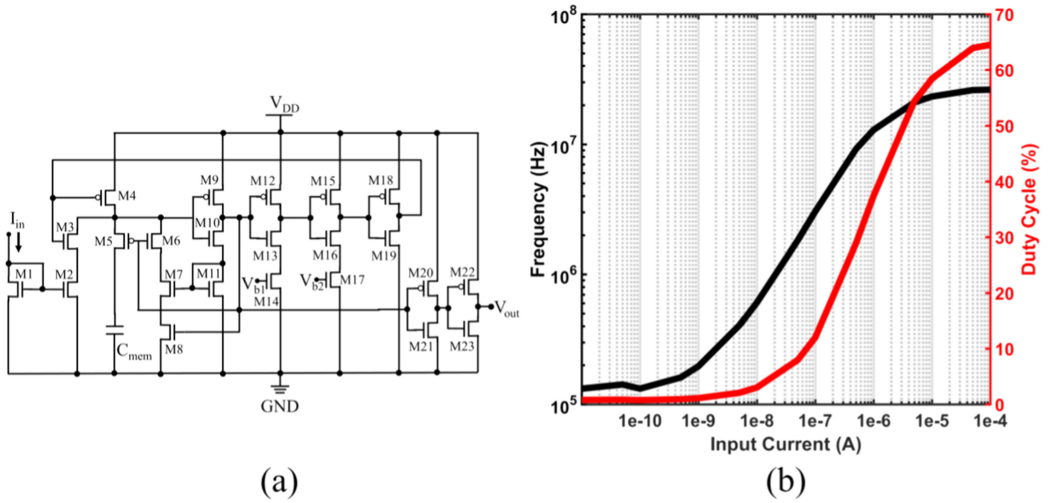 V_DD
M4
M9
M12
M15
M18
I_in
M3
M5
M6
M10
M13
M16
M19
M1
M2
M7
M11
V_b1
M14
V_b2
M17
M20
M22
V_out
C_mem
M8
M21
M23
GND
(a)
10^8
10^7
10^6
10^5
Frequency (Hz)
70
60
50
40
30
20
10
0
Duty Cycle (%)
1e-10 1e-9 1e-8 1e-7 1e-6 1e-5 1e-4
Input Current (A)
(b)